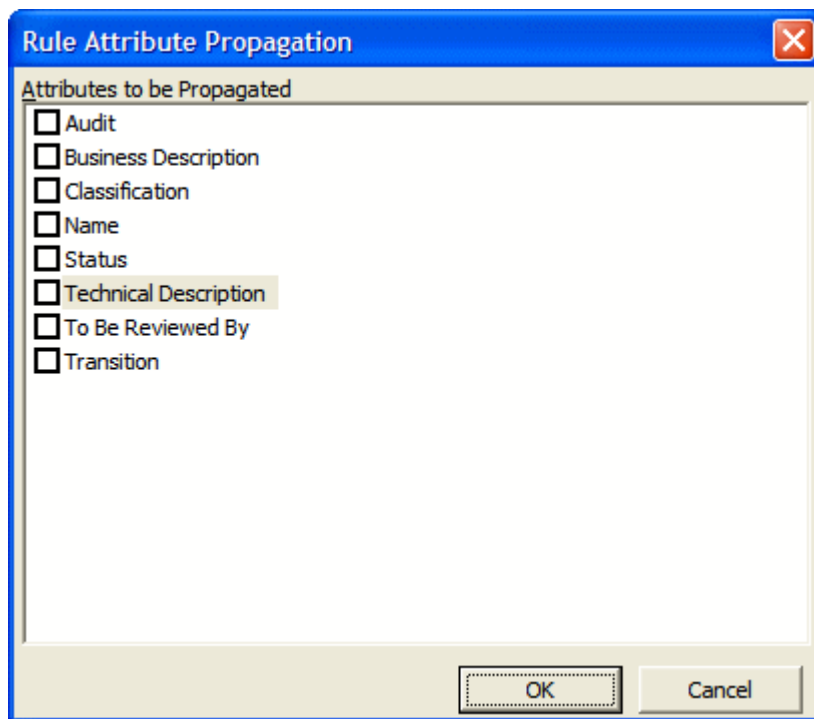 Rule Attribute Propagation
Attributes to be Propagated
Audit
Business Description
Classification
Name
Status
Technical Description
To Be Reviewed By
Transition
OK
Cancel